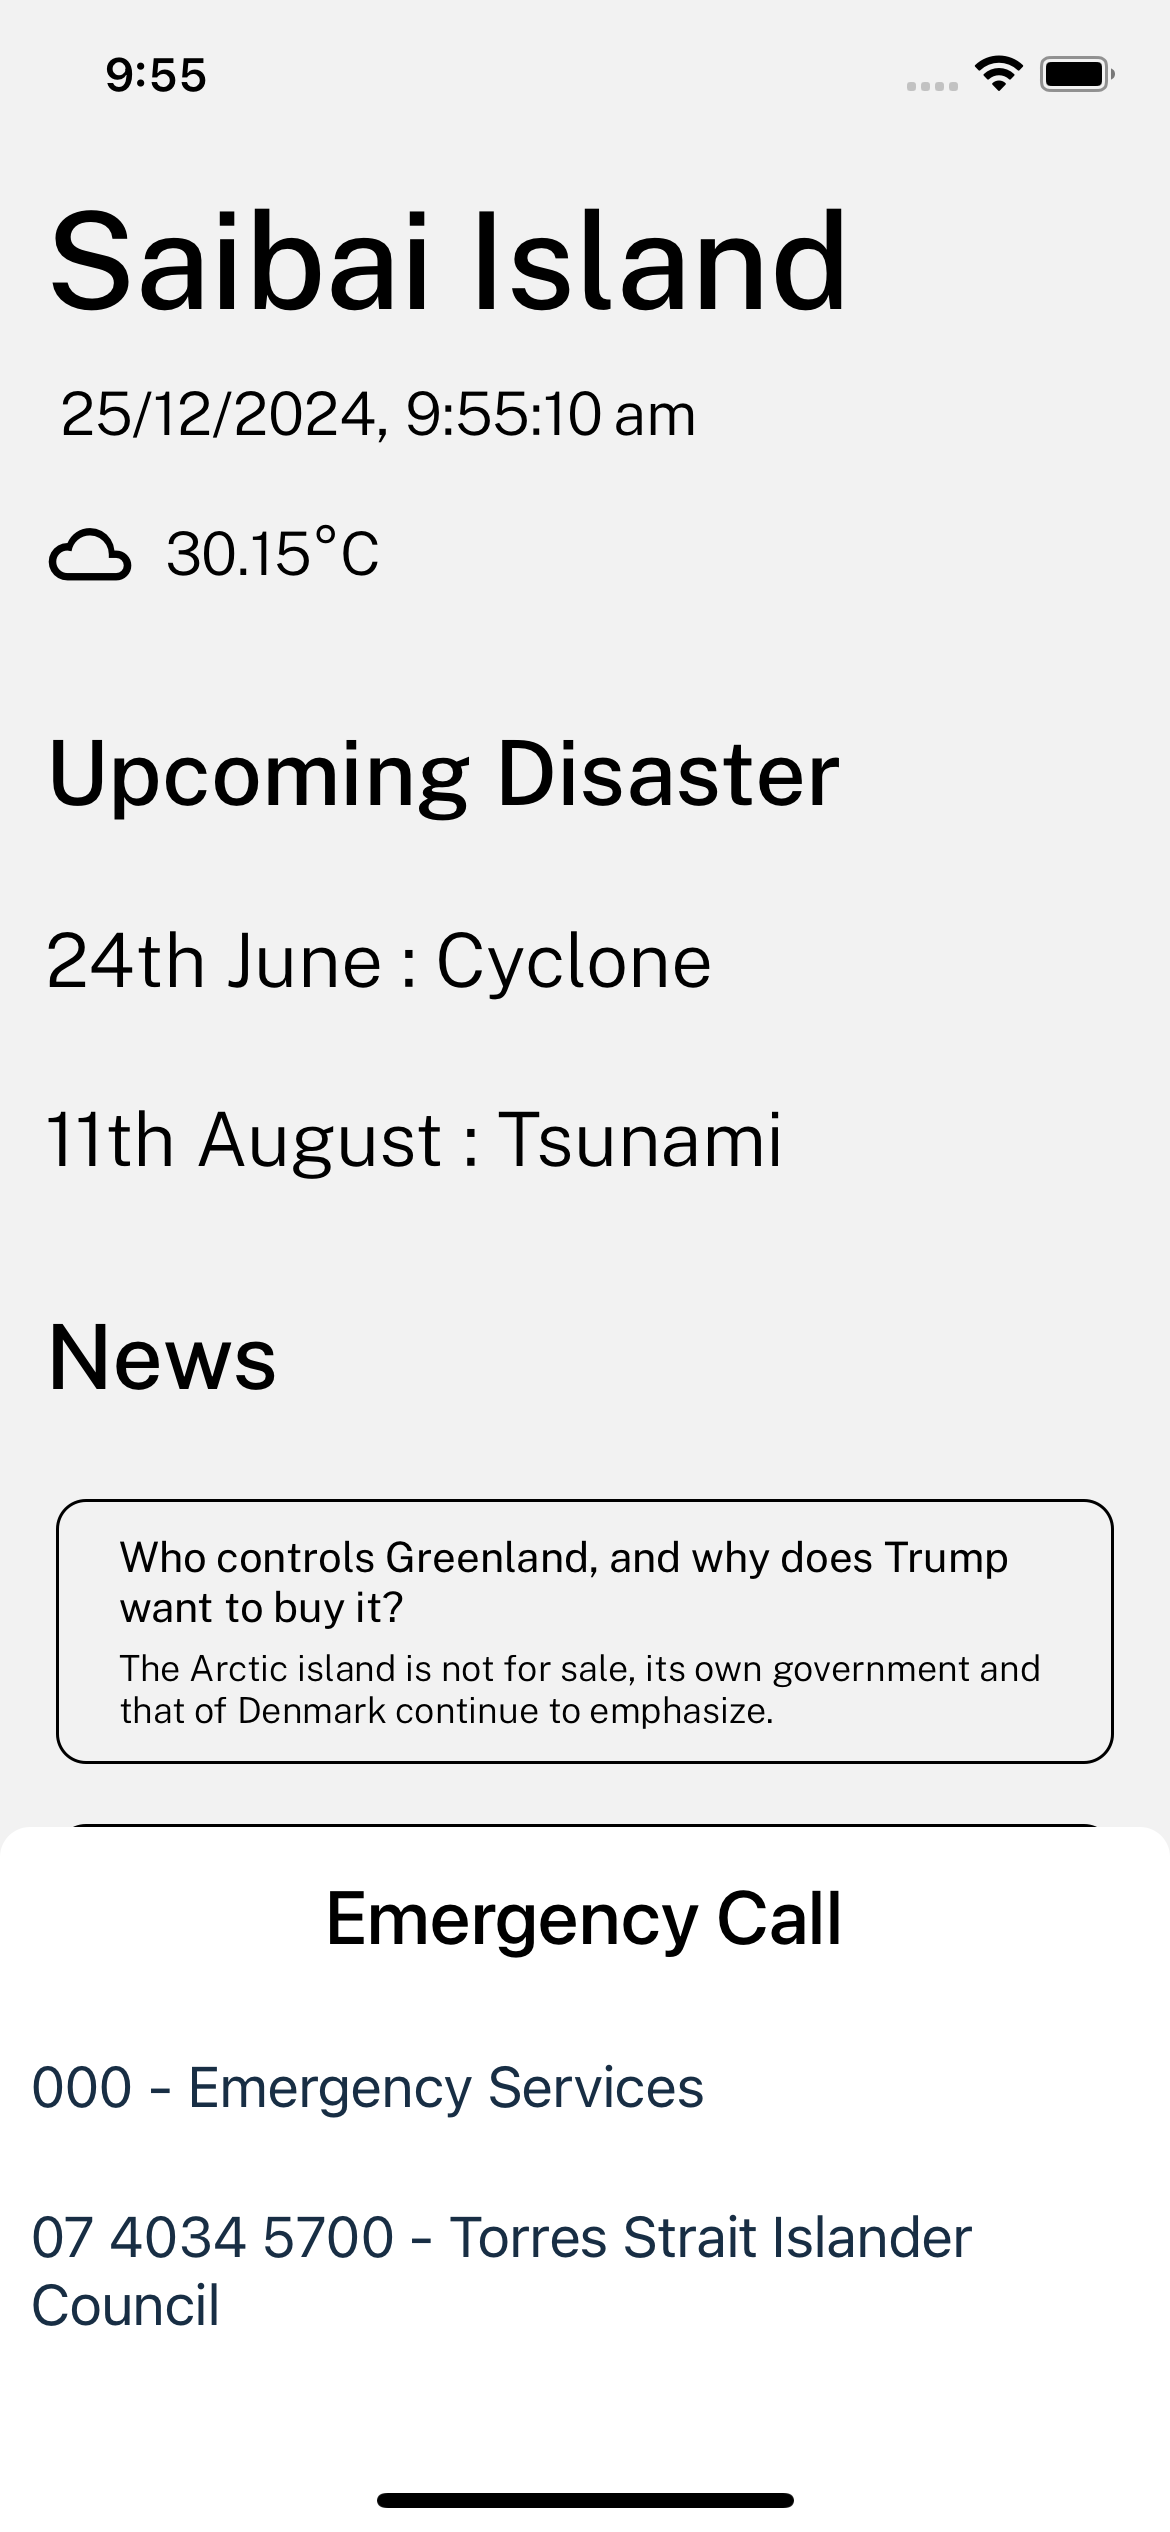 9:55
Saibai Island
25/12/2024, 9:55:10 am
30.15°C
Upcoming Disaster
24th June : Cyclone
11th August : Tsunami
News
Who controls Greenland, and why does Trump
want to buy it?
The Arctic island is not for sale, its own government and
that of Denmark continue to emphasize.
Emergency Call
000 - Emergency Services
07 4034 5700 - Torres Strait Islander
Council